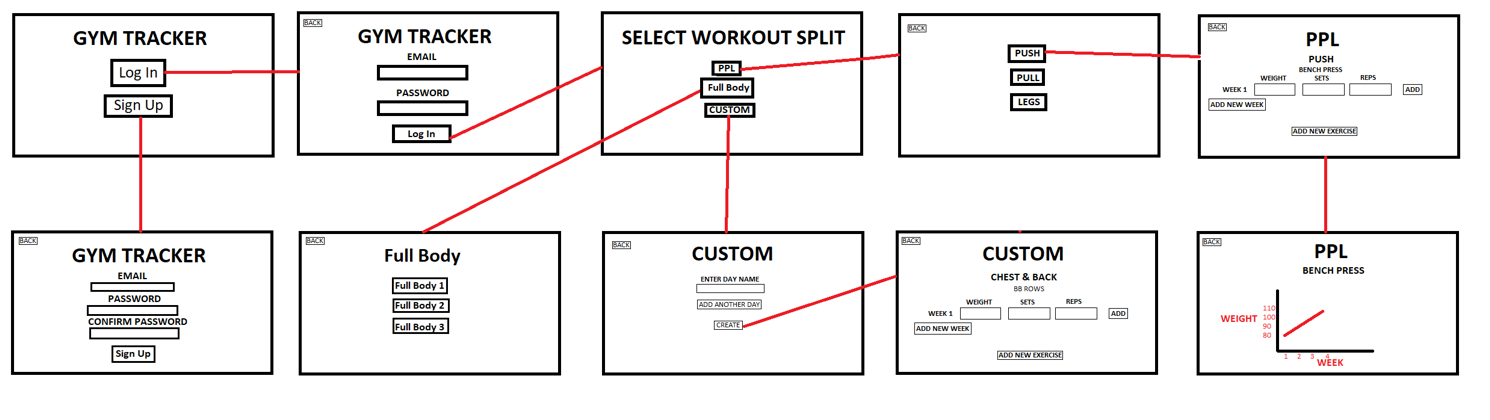 GYM TRACKER
Log In
Sign Up
BACK
GYM TRACKER
EMAIL
PASSWORD
Log In
SELECT WORKOUT SPLIT
PPL
Full Body
CUSTOM
BACK
PUSH
PULL
LEGS
BACK
PPL
PUSH
BENCH PRESS
WEIGHT SETS REPS
WEEK 1 ADD
ADD NEW WEEK
ADD NEW EXERCISE
BACK
GYM TRACKER
EMAIL
PASSWORD
CONFIRM PASSWORD
Sign Up
BACK
Full Body
Full Body 1
Full Body 2
Full Body 3
BACK
CUSTOM
ENTER DAY NAME
ADD ANOTHER DAY
CREATE
BACK
CUSTOM
CHEST & BACK
BB ROWS
WEIGHT SETS REPS
WEEK 1 ADD
ADD NEW WEEK
ADD NEW EXERCISE
BACK
PPL
BENCH PRESS
110
WEIGHT 100
90
80
1 2 3 4
WEEK